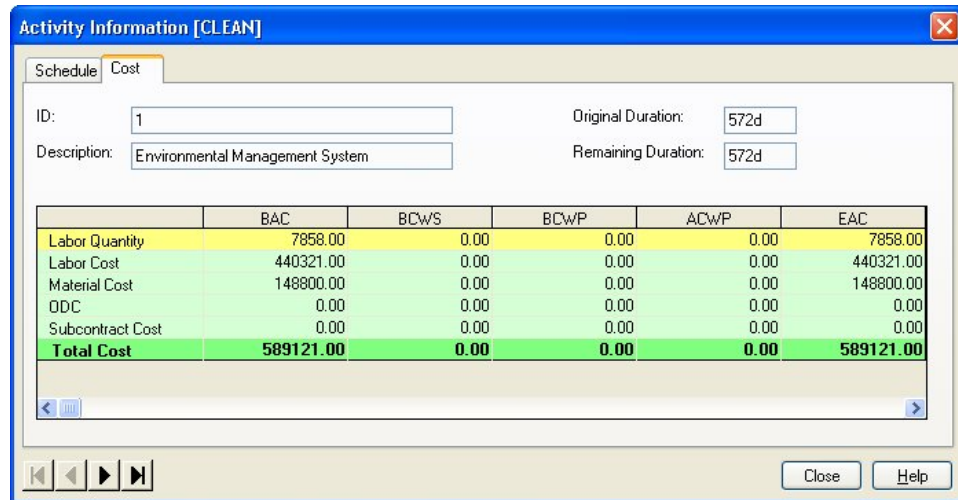 Activity Information [CLEAN]
Schedule Cost
ID: 1 Original Duration: 572d
Description: Environmental Management System Remaining Duration: 572d
BAC BCWS BCWP ACWP EAC
Labor Quantity 7858.00 0.00 0.00 0.00 7858.00
Labor Cost 440321.00 0.00 0.00 0.00 440321.00
Material Cost 148800.00 0.00 0.00 0.00 148800.00
ODC 0.00 0.00 0.00 0.00 0.00
Subcontract Cost 0.00 0.00 0.00 0.00 0.00
Total Cost 589121.00 0.00 0.00 0.00 589121.00
Close Help